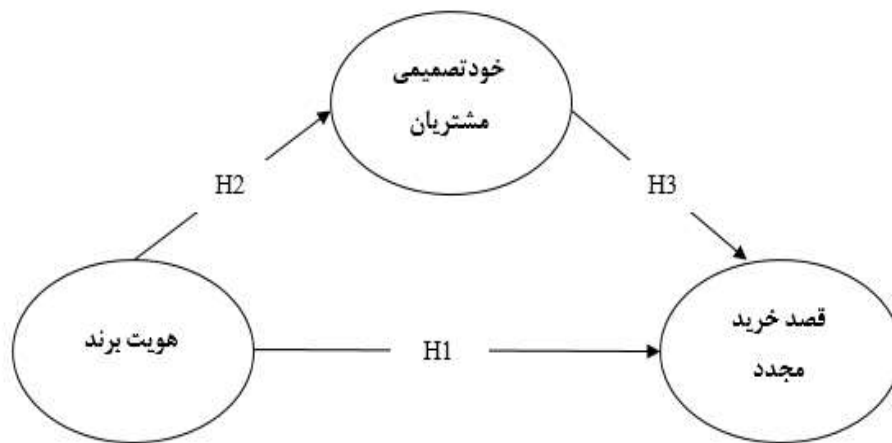 خودتصمیمی
مشتریان
H2
H3
هویت برند
H1
قصد خرید
مجدد